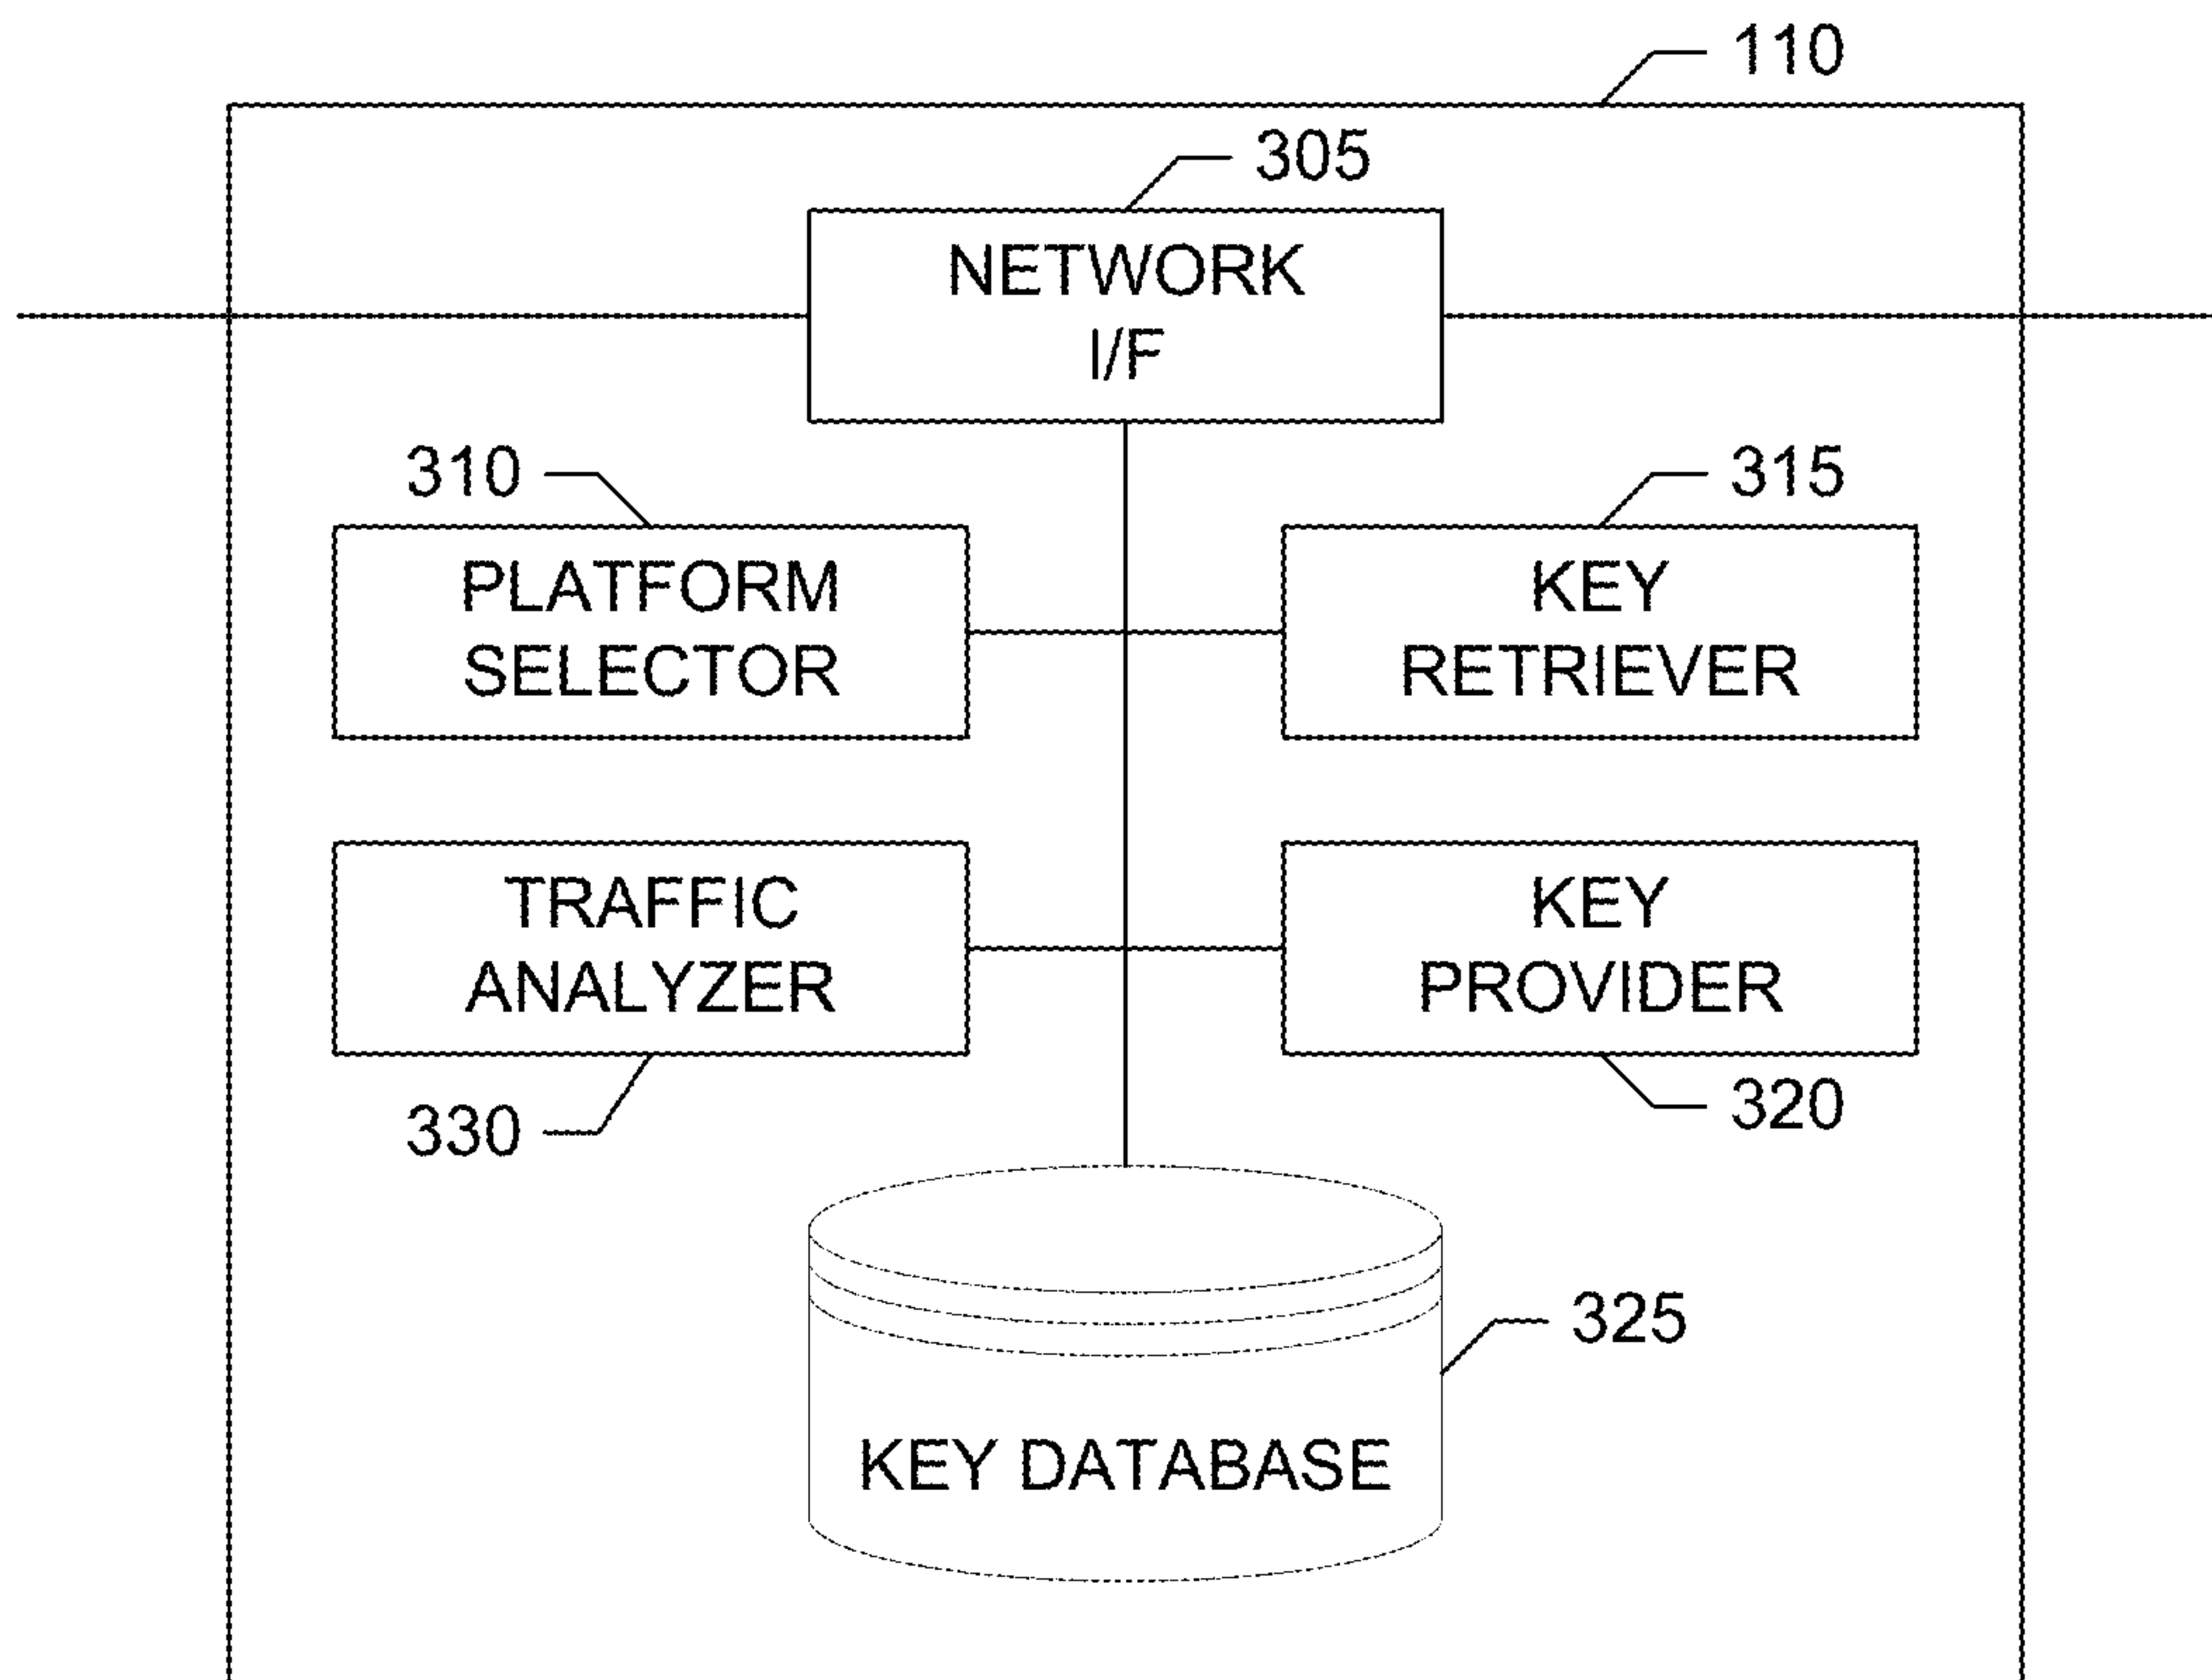 110
305
NETWORK
I/F
310
315
PLATFORM
SELECTOR
KEY
RETRIEVER
TRAFFIC
ANALYZER
KEY
PROVIDER
330
320
325
KEY DATABASE